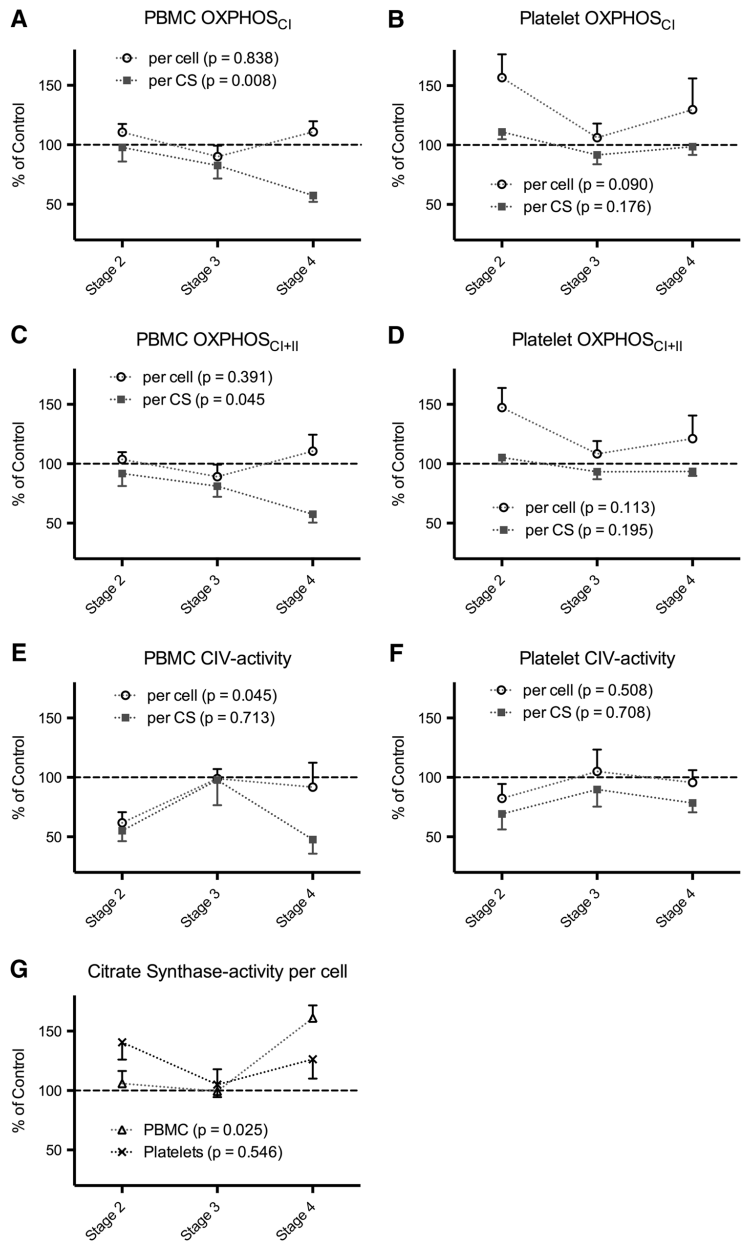 A
PBMC OXPHOSCI
per cell (p = 0.838)
per CS (p = 0.008)
% of Control
150
100
50
Stage 2
Stage 3
Stage 4
B
Platelet OXPHOSCI
% of Control
150
100
50
per cell (p = 0.090)
per CS (p = 0.176)
Stage 2
Stage 3
Stage 4
C
PBMC OXPHOSCI+II
per cell (p = 0.391)
per CS (p = 0.045
% of Control
150
100
50
Stage 2
Stage 3
Stage 4
D
Platelet OXPHOSCI+II
% of Control
150
100
50
per cell (p = 0.113)
per CS (p = 0.195)
Stage 2
Stage 3
Stage 4
E
PBMC CIV-activity
per cell (p = 0.045)
per CS (p = 0.713)
% of Control
150
100
50
Stage 2
Stage 3
Stage 4
F
Platelet CIV-activity
per cell (p = 0.508)
per CS (p = 0.708)
% of Control
150
100
50
Stage 2
Stage 3
Stage 4
G
Citrate Synthase-activity per cell
% of Control
150
100
50
PBMC (p = 0.025)
Platelets (p = 0.546)
Stage 2
Stage 3
Stage 4